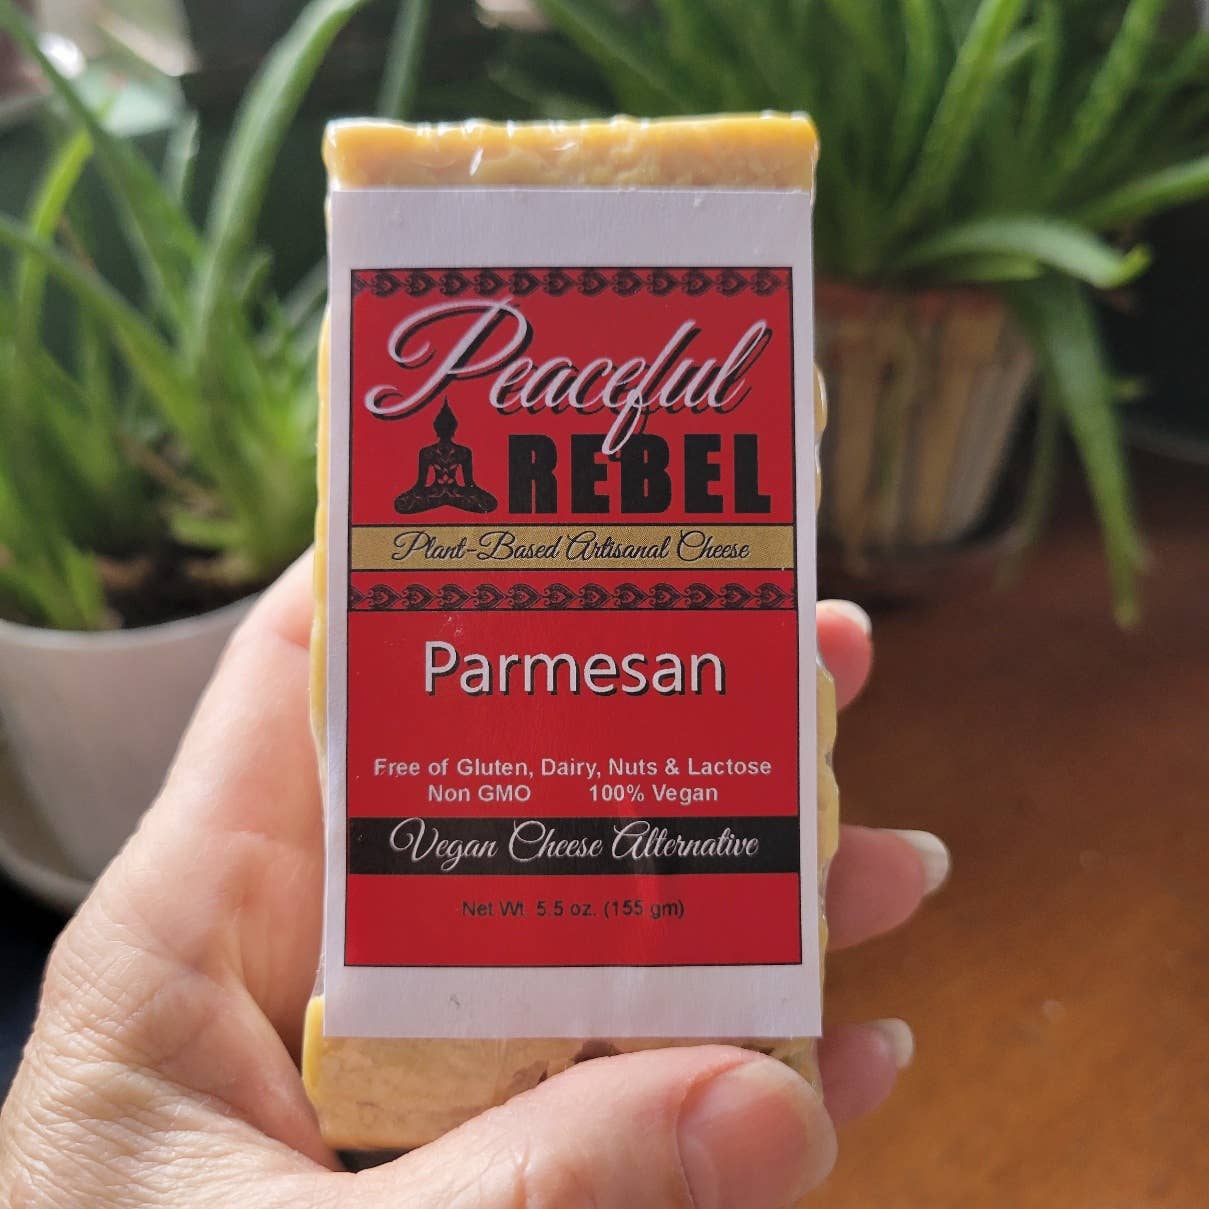 Peaceful
REBEL
Plant-Based Artisanal Cheese
Parmesan
Free of Gluten, Dairy, Nuts & Lactose
Non GMO 100% Vegan
Vegan Cheese Alternative
Net Wt. 5.5 oz. (155 gm)